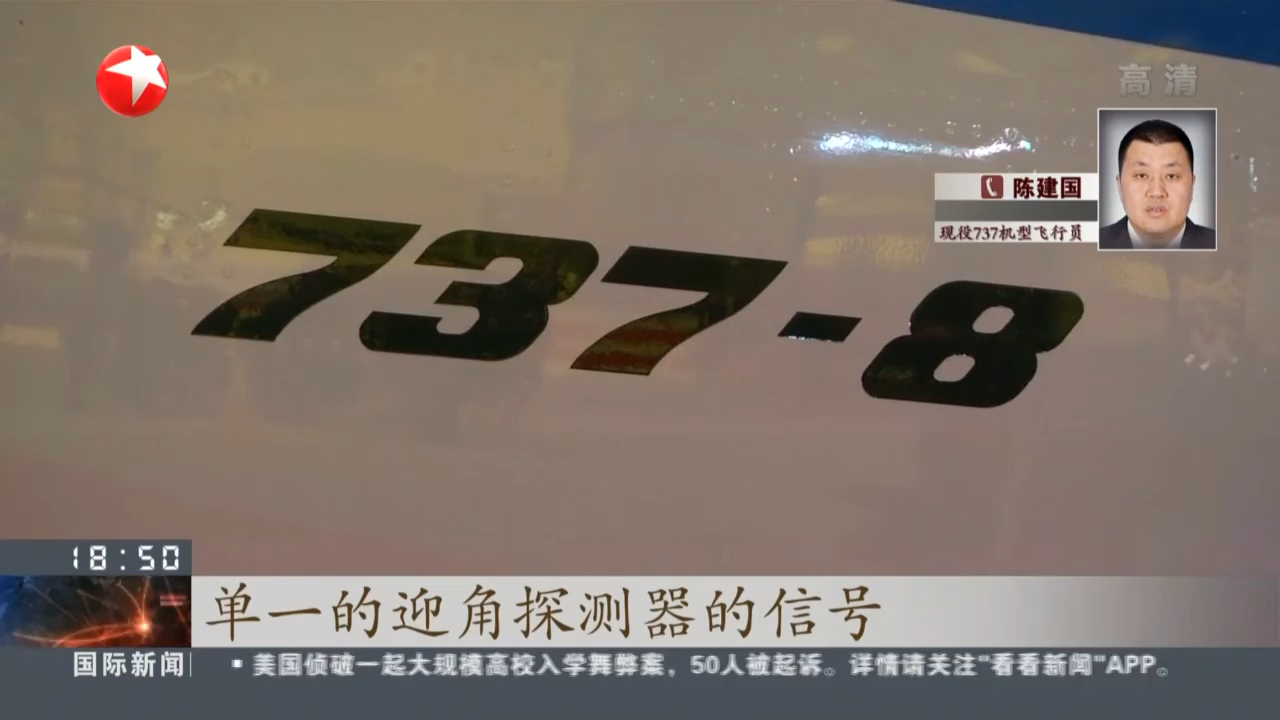 高清
陈建国
现役737机型飞行员
737-8
18:50
单一的迎角探测器的信号
国际新闻
▪ 美国侦破一起大规模高校入学舞弊案，50人被起诉。详情请关注"看看新闻"APP。